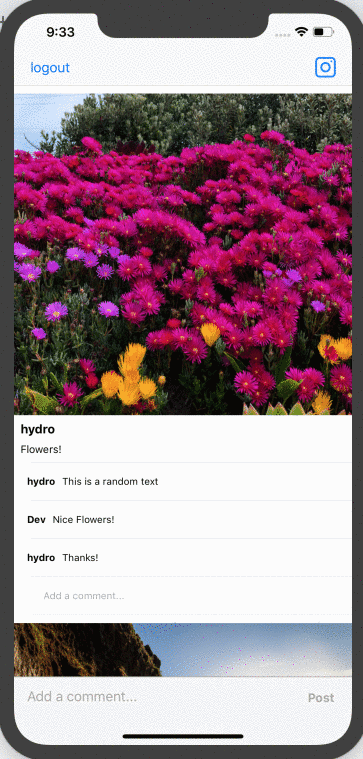 9:33
logout
hydro
Flowers!
hydro This is a random text
Dev Nice Flowers!
hydro Thanks!
Add a comment...
Add a comment... Post